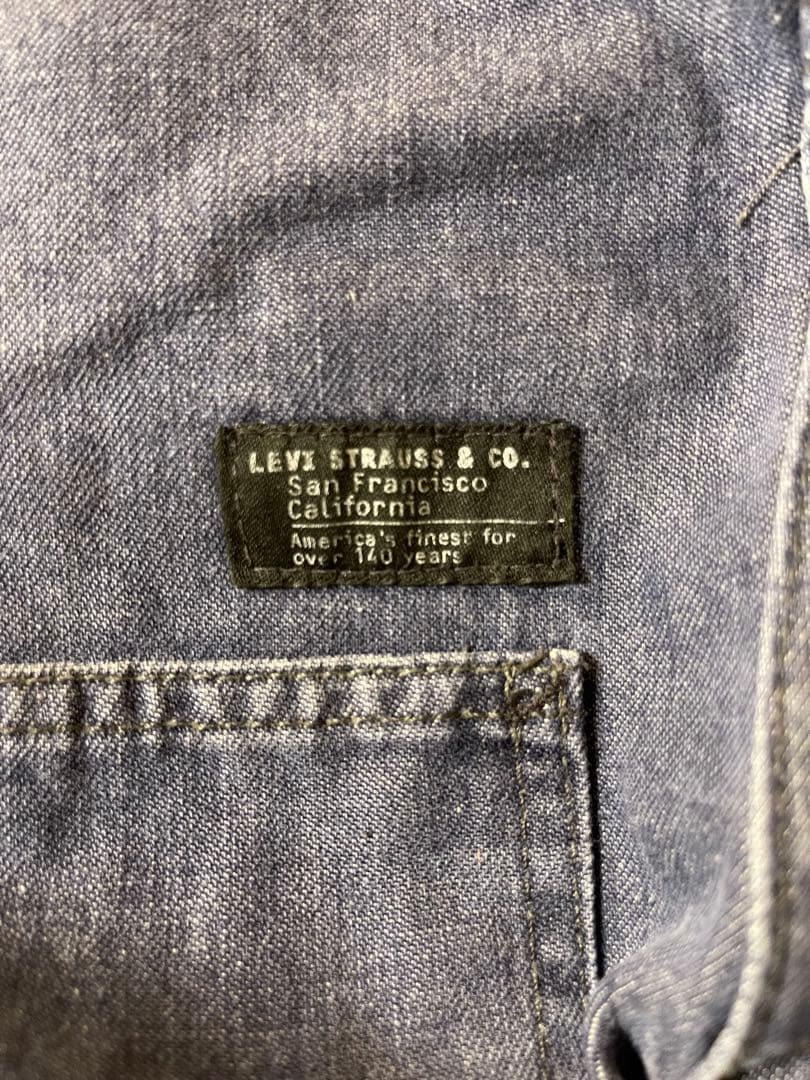 LEVI STRAUSS & CO.
San Francisco
California
America's finest for
over 140 years